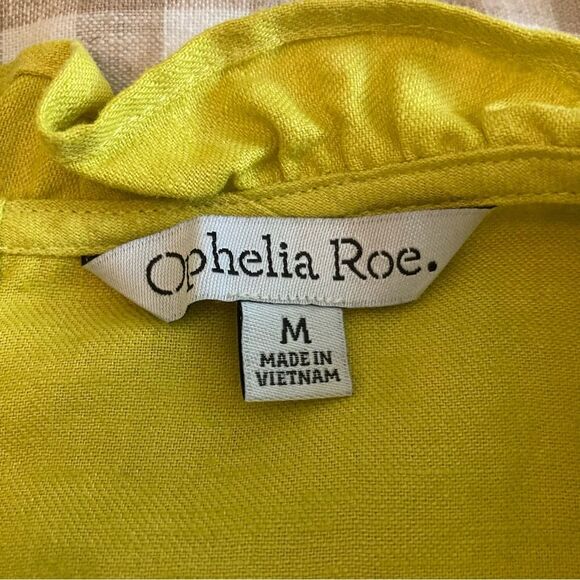 Ophelia Roe.
M
MADE IN
VIETNAM